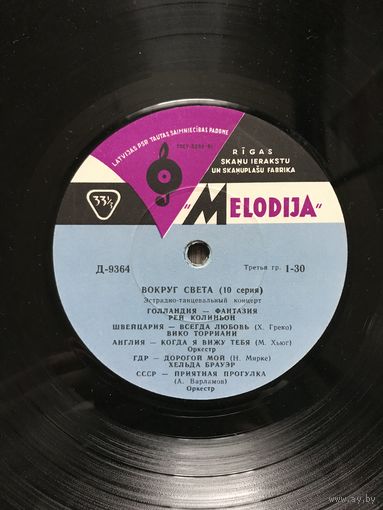 LATVIJAS PSR TAUTAS SAIMNIECĪBAS PADOME
RĪGAS
SKAŅU IERAKSTU
UN SKAŅUPLAŠU FABRIKA
33⅓
"MELODIJA"
Д-9364
Третья гр. 1-30
ВОКРУГ СВЕТА (10 серия)
Эстрадно-танцевальный концерт
ГОЛЛАНДИЯ — ФАНТАЗИЯ
РЕЙ КОЛИНЬОН
ШВЕЙЦАРИЯ — ВСЕГДА ЛЮБОВЬ (Х. Греко)
ВИКО ТОРРИАНИ
АНГЛИЯ — КОГДА Я ВИЖУ ТЕБЯ (М. Хьюг)
Оркестр
ГДР — ДОРОГОЙ МОЙ (Н. Мирке)
ХЕЛЬДА БРАУЭР
СССР — ПРИЯТНАЯ ПРОГУЛКА
(А. Варламов)
Оркестр
www.ay.by